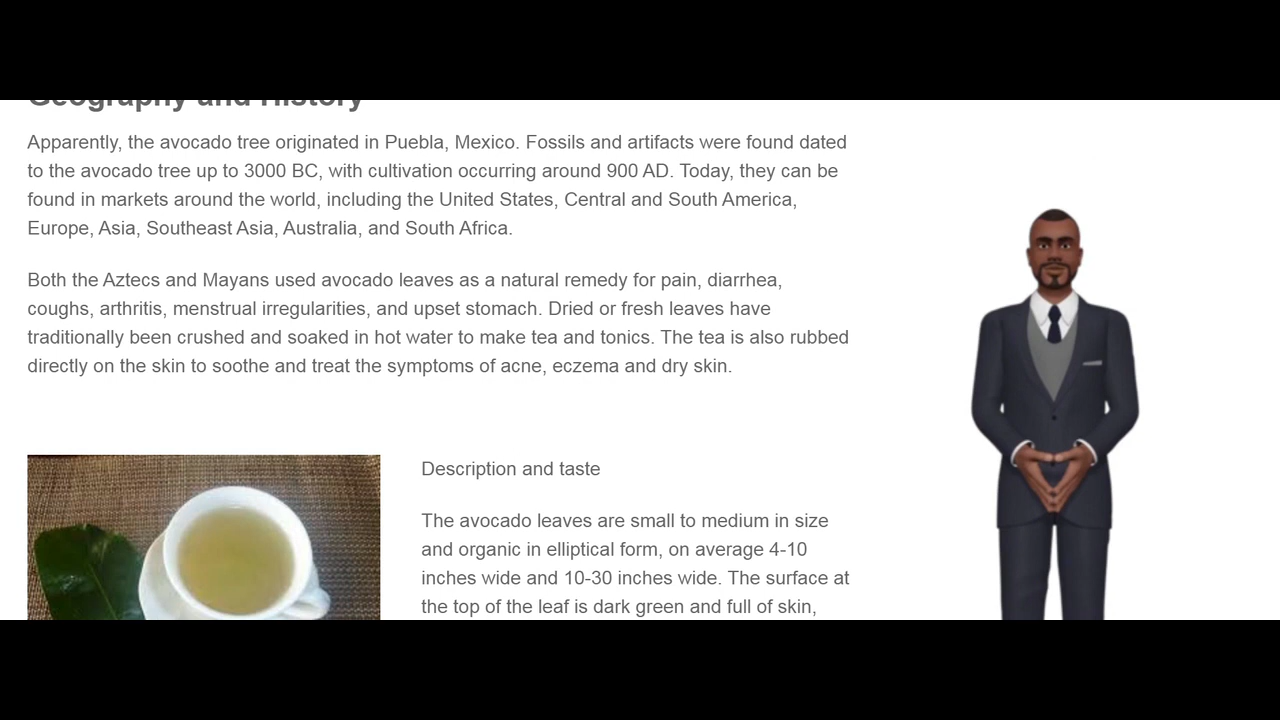 Geography and History
Apparently, the avocado tree originated in Puebla, Mexico. Fossils and artifacts were found dated
to the avocado tree up to 3000 BC, with cultivation occurring around 900 AD. Today, they can be
found in markets around the world, including the United States, Central and South America,
Europe, Asia, Southeast Asia, Australia, and South Africa.
Both the Aztecs and Mayans used avocado leaves as a natural remedy for pain, diarrhea,
coughs, arthritis, menstrual irregularities, and upset stomach. Dried or fresh leaves have
traditionally been crushed and soaked in hot water to make tea and tonics. The tea is also rubbed
directly on the skin to soothe and treat the symptoms of acne, eczema and dry skin.
Description and taste
The avocado leaves are small to medium in size
and organic in elliptical form, on average 4-10
inches wide and 10-30 inches wide. The surface at
the top of the leaf is dark green and full of skin,